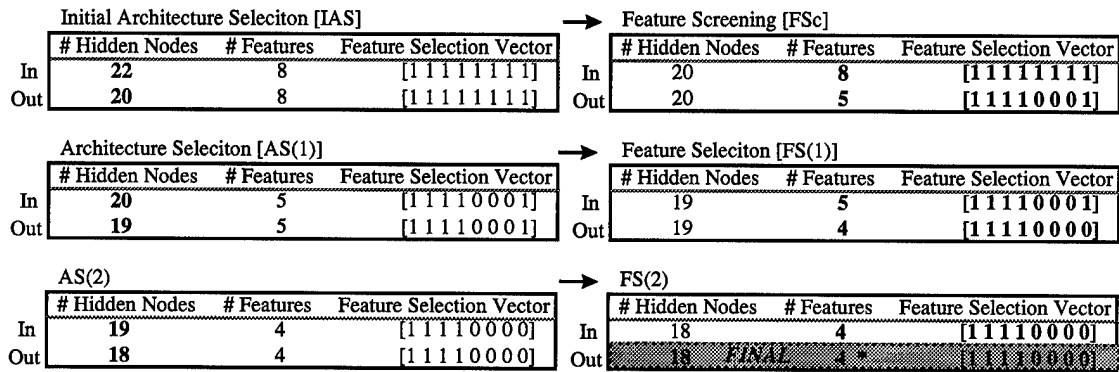 Initial Architecture Seleciton [IAS]
# Hidden Nodes # Features Feature Selection Vector
In 22 8 [1 1 1 1 1 1 1 1]
Out 20 8 [1 1 1 1 1 1 1 1]
Feature Screening [FSc]
# Hidden Nodes # Features Feature Selection Vector
In 20 8 [1 1 1 1 1 1 1 1]
Out 20 5 [1 1 1 1 0 0 0 1]
Architecture Seleciton [AS(1)]
# Hidden Nodes # Features Feature Selection Vector
In 20 5 [1 1 1 1 0 0 0 1]
Out 19 5 [1 1 1 1 0 0 0 1]
Feature Seleciton [FS(1)]
# Hidden Nodes # Features Feature Selection Vector
In 19 5 [1 1 1 1 0 0 0 1]
Out 19 4 [1 1 1 1 0 0 0 0]
AS(2)
# Hidden Nodes # Features Feature Selection Vector
In 19 4 [1 1 1 1 0 0 0 0]
Out 18 4 [1 1 1 1 0 0 0 0]
FS(2)
# Hidden Nodes # Features Feature Selection Vector
In 18 4 [1 1 1 1 0 0 0 0]
Out 18 FINAL 4 * [1 1 1 1 0 0 0 0]